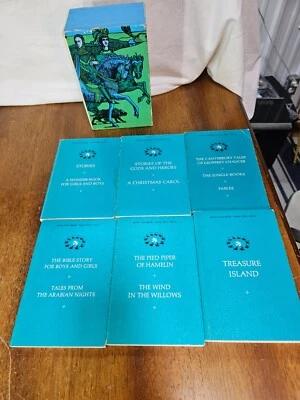 STORIES
A WONDER-BOOK
FOR GIRLS AND BOYS
STORIES OF THE
GODS AND HEROES
A CHRISTMAS CAROL
THE CANTERBURY TALES
OF GEOFFREY CHAUCER
THE JUNGLE BOOKS
FABLES
THE BIBLE STORY
FOR BOYS AND GIRLS
TALES FROM
THE ARABIAN NIGHTS
THE PIED PIPER
OF HAMELIN
THE WIND
IN THE WILLOWS
TREASURE
ISLAND